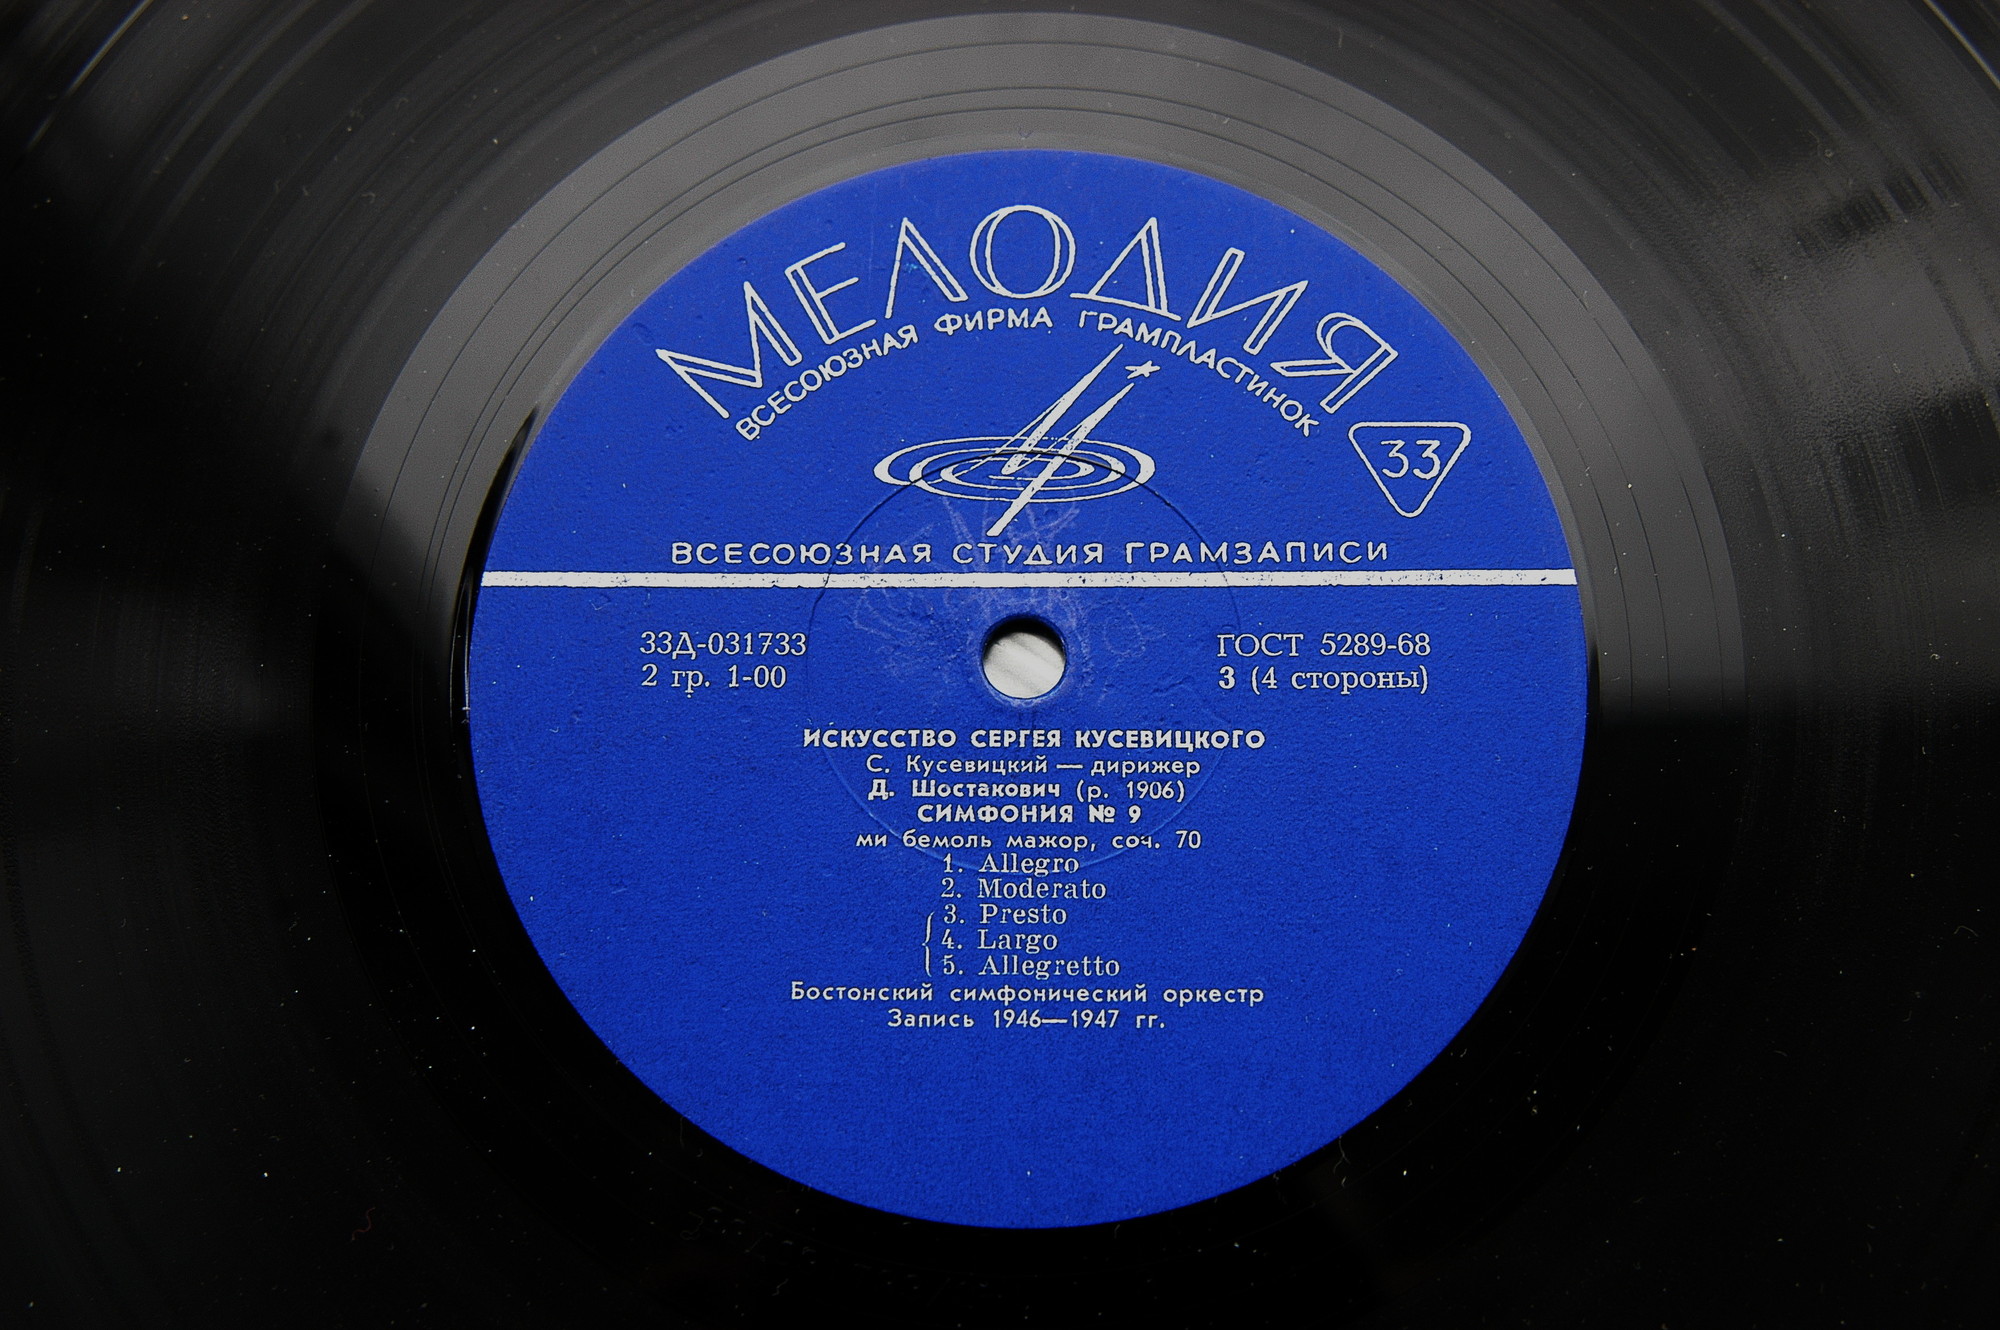 МЕЛОДИЯ
ВСЕСОЮЗНАЯ ФИРМА ГРАМПЛАСТИНОК
33
ВСЕСОЮЗНАЯ СТУДИЯ ГРАМЗАПИСИ
33Д-031733
2 гр. 1-00
ГОСТ 5289-68
3 (4 стороны)
ИСКУССТВО СЕРГЕЯ КУСЕВИЦКОГО
С. Кусевицкий — дирижер
Д. Шостакович (р. 1906)
СИМФОНИЯ № 9
ми бемоль мажор, соч. 70
1. Allegro
2. Moderato
3. Presto
4. Largo
5. Allegretto
Бостонский симфонический оркестр
Запись 1946—1947 гг.